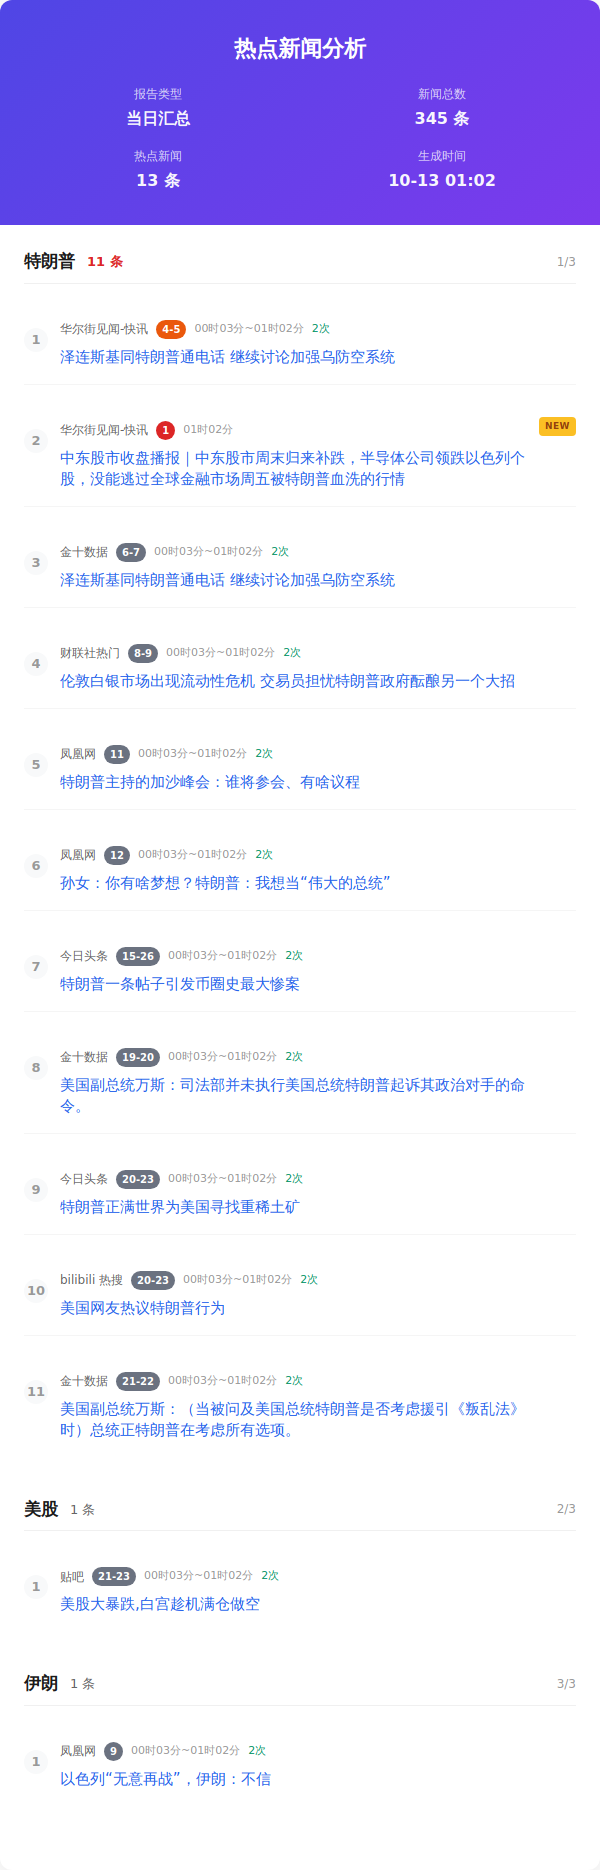 热点新闻分析
报告类型
新闻总数
当日汇总
345 条
热点新闻
生成时间
13 条
10-13 01:02
特朗普 11 条 1/3
1
华尔街见闻-快讯 4-5 00时03分~01时02分 2次
泽连斯基同特朗普通电话 继续讨论加强乌防空系统
2
华尔街见闻-快讯 1 01时02分 NEW
中东股市收盘播报｜中东股市周末归来补跌，半导体公司领跌以色列个
股，没能逃过全球金融市场周五被特朗普血洗的行情
3
金十数据 6-7 00时03分~01时02分 2次
泽连斯基同特朗普通电话 继续讨论加强乌防空系统
4
财联社热门 8-9 00时03分~01时02分 2次
伦敦白银市场出现流动性危机 交易员担忧特朗普政府酝酿另一个大招
5
凤凰网 11 00时03分~01时02分 2次
特朗普主持的加沙峰会：谁将参会、有啥议程
6
凤凰网 12 00时03分~01时02分 2次
孙女：你有啥梦想？特朗普：我想当“伟大的总统”
7
今日头条 15-26 00时03分~01时02分 2次
特朗普一条帖子引发币圈史最大惨案
8
金十数据 19-20 00时03分~01时02分 2次
美国副总统万斯：司法部并未执行美国总统特朗普起诉其政治对手的命
令。
9
今日头条 20-23 00时03分~01时02分 2次
特朗普正满世界为美国寻找重稀土矿
10
bilibili 热搜 20-23 00时03分~01时02分 2次
美国网友热议特朗普行为
11
金十数据 21-22 00时03分~01时02分 2次
美国副总统万斯：（当被问及美国总统特朗普是否考虑援引《叛乱法》
时）总统正特朗普在考虑所有选项。
美股 1 条 2/3
1
贴吧 21-23 00时03分~01时02分 2次
美股大暴跌,白宫趁机满仓做空
伊朗 1 条 3/3
1
凤凰网 9 00时03分~01时02分 2次
以色列“无意再战”，伊朗：不信